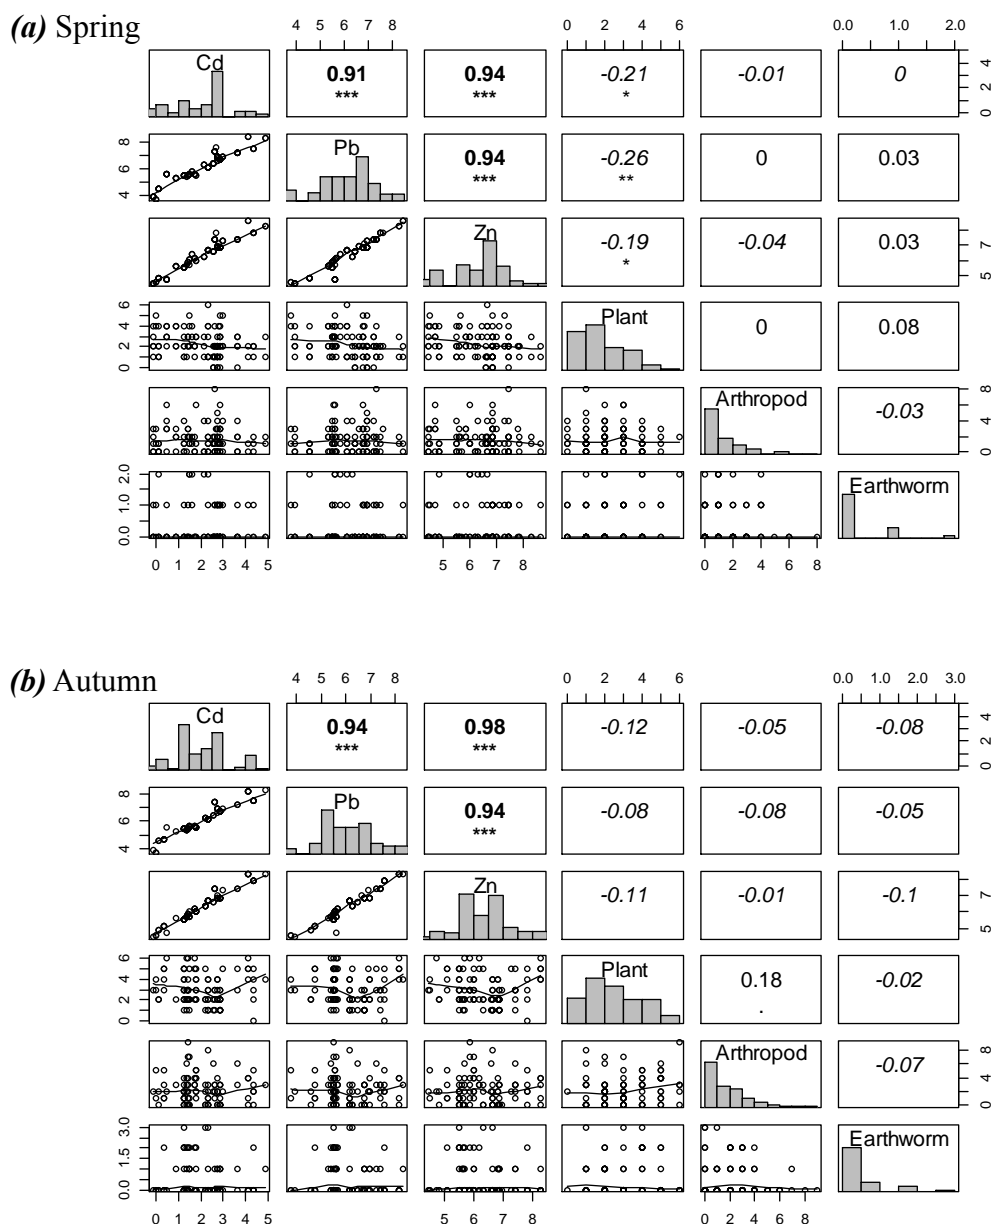 (a) Spring
4 5 6 7 8 0 2 4 6 0.0 1.0 2.0
Cd 0.91 0.94 -0.21 -0.01 0 0 2 4
*** *** *
4 6 8 Pb 0.94 -0.26 0 0.03
*** **
Zn -0.19 -0.04 0.03 5 7
*
0 2 4 6 Plant 0 0.08
Arthropod -0.03 0 4 8
0.0 1.0 2.0 Earthworm
0 1 2 3 4 5 5 6 7 8 0 2 4 6 8
(b) Autumn
4 5 6 7 8 0 2 4 6 0.0 1.0 2.0 3.0
Cd 0.94 0.98 -0.12 -0.05 -0.08 0 2 4
*** ***
4 6 8 Pb 0.94 -0.08 -0.08 -0.05
***
Zn -0.11 -0.01 -0.1 5 7
0 2 4 6 Plant 0.18 -0.02
.
Arthropod -0.07 0 4 8
0.0 1.5 3.0 Earthworm
0 1 2 3 4 5 5 6 7 8 0 2 4 6 8